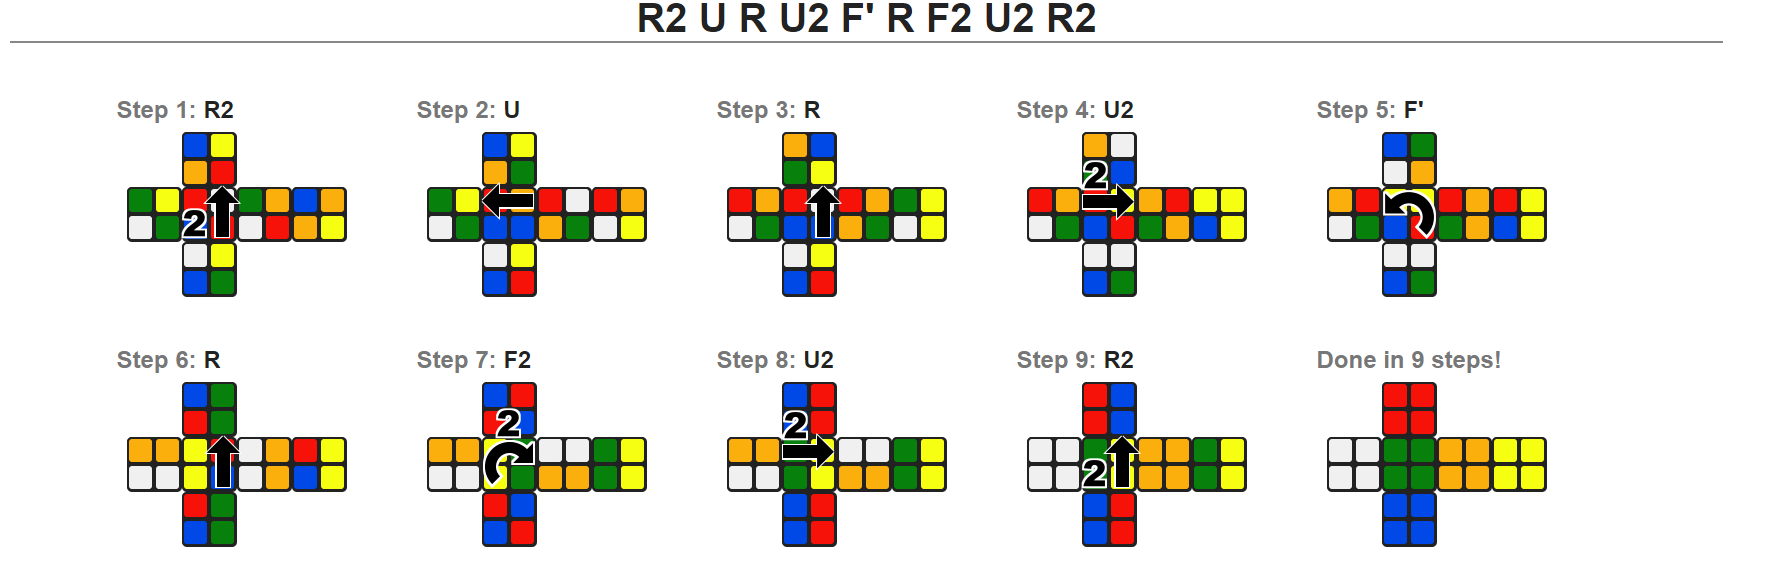 R2 U R U2 F' R F2 U2 R2
Step 1: R2
Step 2: U
Step 3: R
Step 4: U2
Step 5: F'
2
2
Step 6: R
Step 7: F2
Step 8: U2
Step 9: R2
Done in 9 steps!
2
2
2